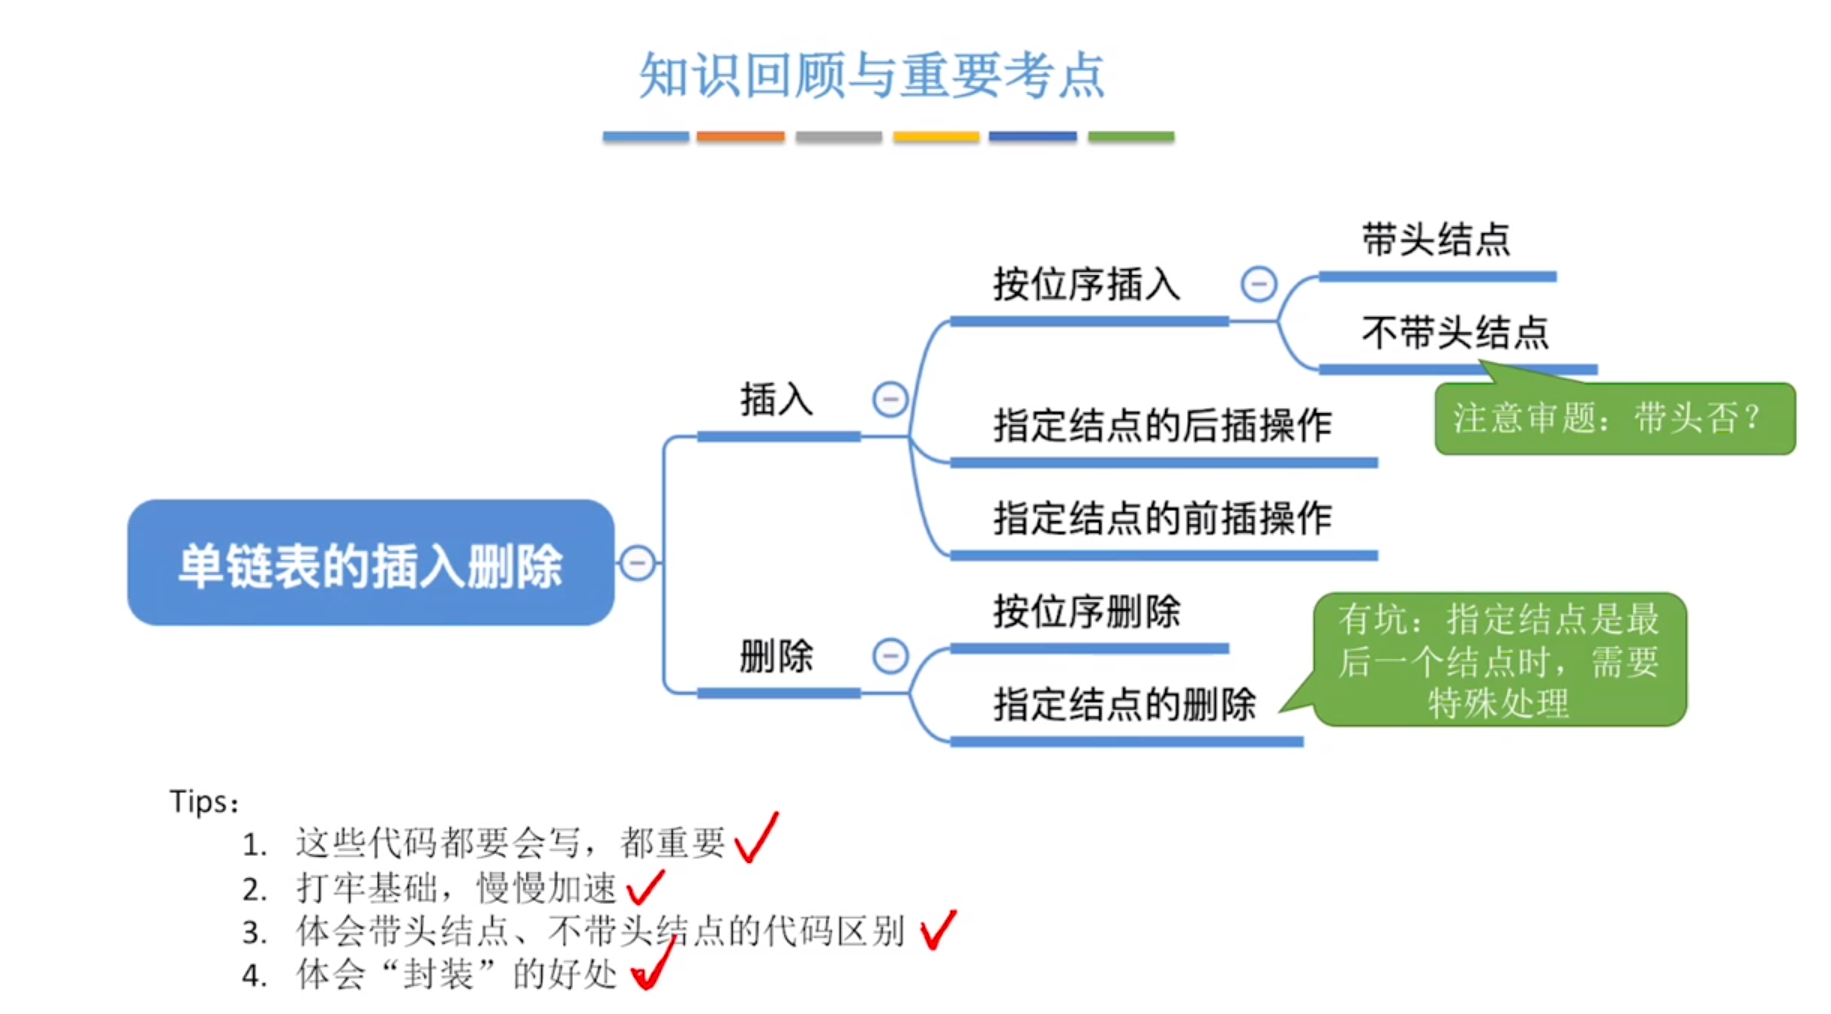 知识回顾与重要考点
带头结点
按位序插入
不带头结点
注意审题：带头否？
插入
指定结点的后插操作
指定结点的前插操作
单链表的插入删除
按位序删除
有坑：指定结点是最
后一个结点时，需要
特殊处理
删除
指定结点的删除
Tips：
1. 这些代码都要会写，都重要
2. 打牢基础，慢慢加速
3. 体会带头结点、不带头结点的代码区别
4. 体会“封装”的好处